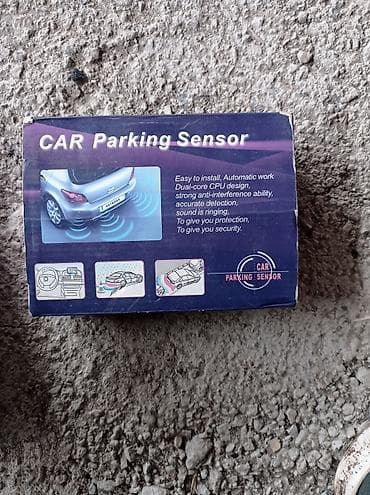 CAR Parking Sensor
Easy to install, Automatic work
Dual-core CPU design,
strong anti-interference ability,
accurate detection,
sound is ringing,
To give you protection,
To give you security.
CAR
PARKING SENSOR